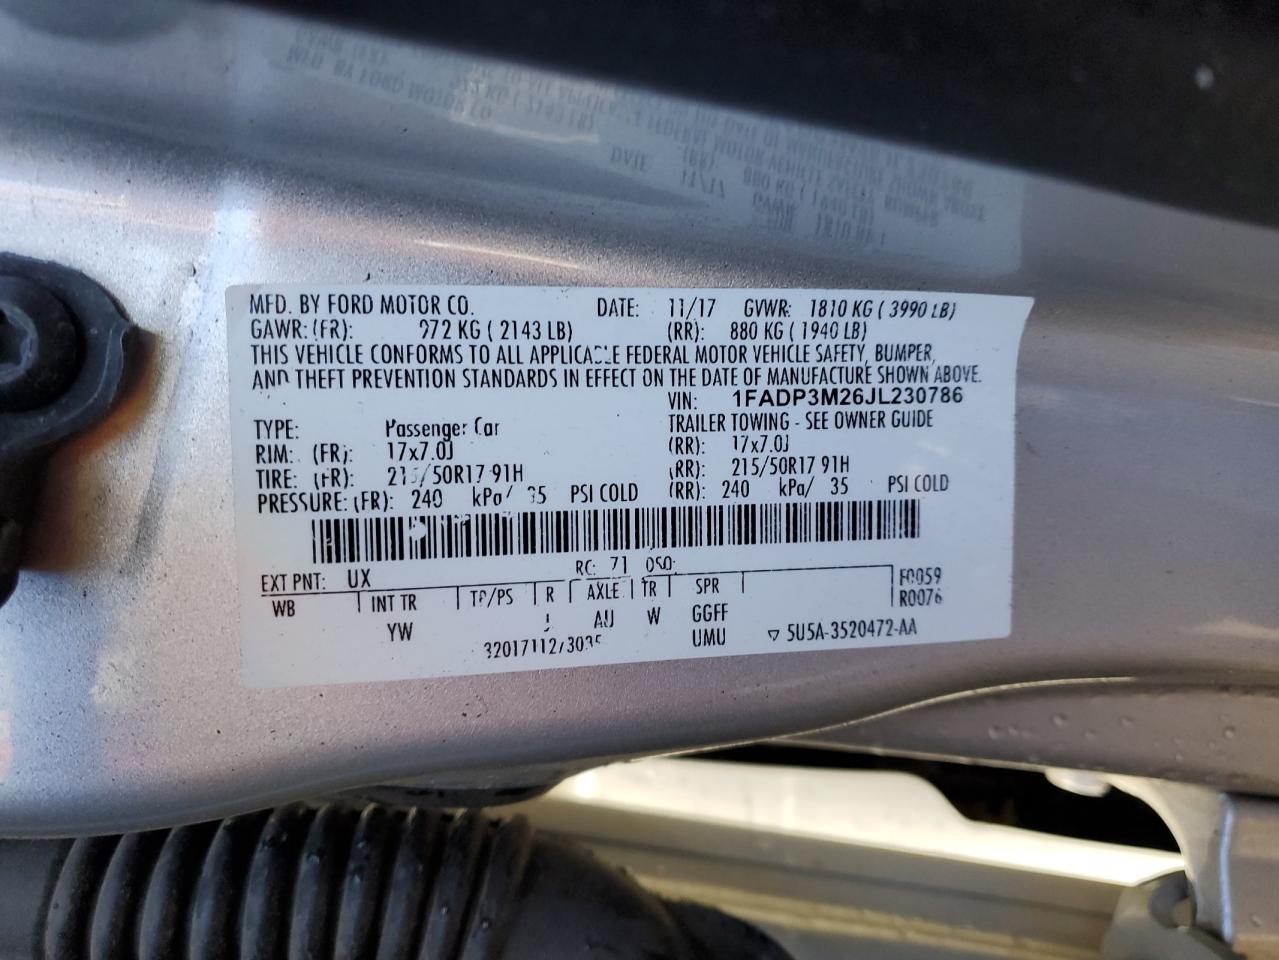 MFD. BY FORD MOTOR CO. DATE: 11/17 GVWR: 1810 KG ( 3990 LB)
GAWR: (FR): 972 KG ( 2143 LB) (RR): 880 KG ( 1940 LB)
THIS VEHICLE CONFORMS TO ALL APPLICABLE FEDERAL MOTOR VEHICLE SAFETY, BUMPER,
AND THEFT PREVENTION STANDARDS IN EFFECT ON THE DATE OF MANUFACTURE SHOWN ABOVE.
VIN: 1FADP3M26JL230786
TYPE: Passenger Car TRAILER TOWING - SEE OWNER GUIDE
RIM: (FR): 17x7.0J (RR): 17x7.0J
TIRE: (FR): 215/50R17 91H (RR): 215/50R17 91H
PRESSURE: (FR): 240 kPa/ 35 PSI COLD (RR): 240 kPa/ 35 PSI COLD
EXT PNT: UX RC: 71 DSO: F0059
WB INT TR TP/PS R AXLE TR SPR R0076
YW AU W GGFF
UMU 5U5A-3520472-AA